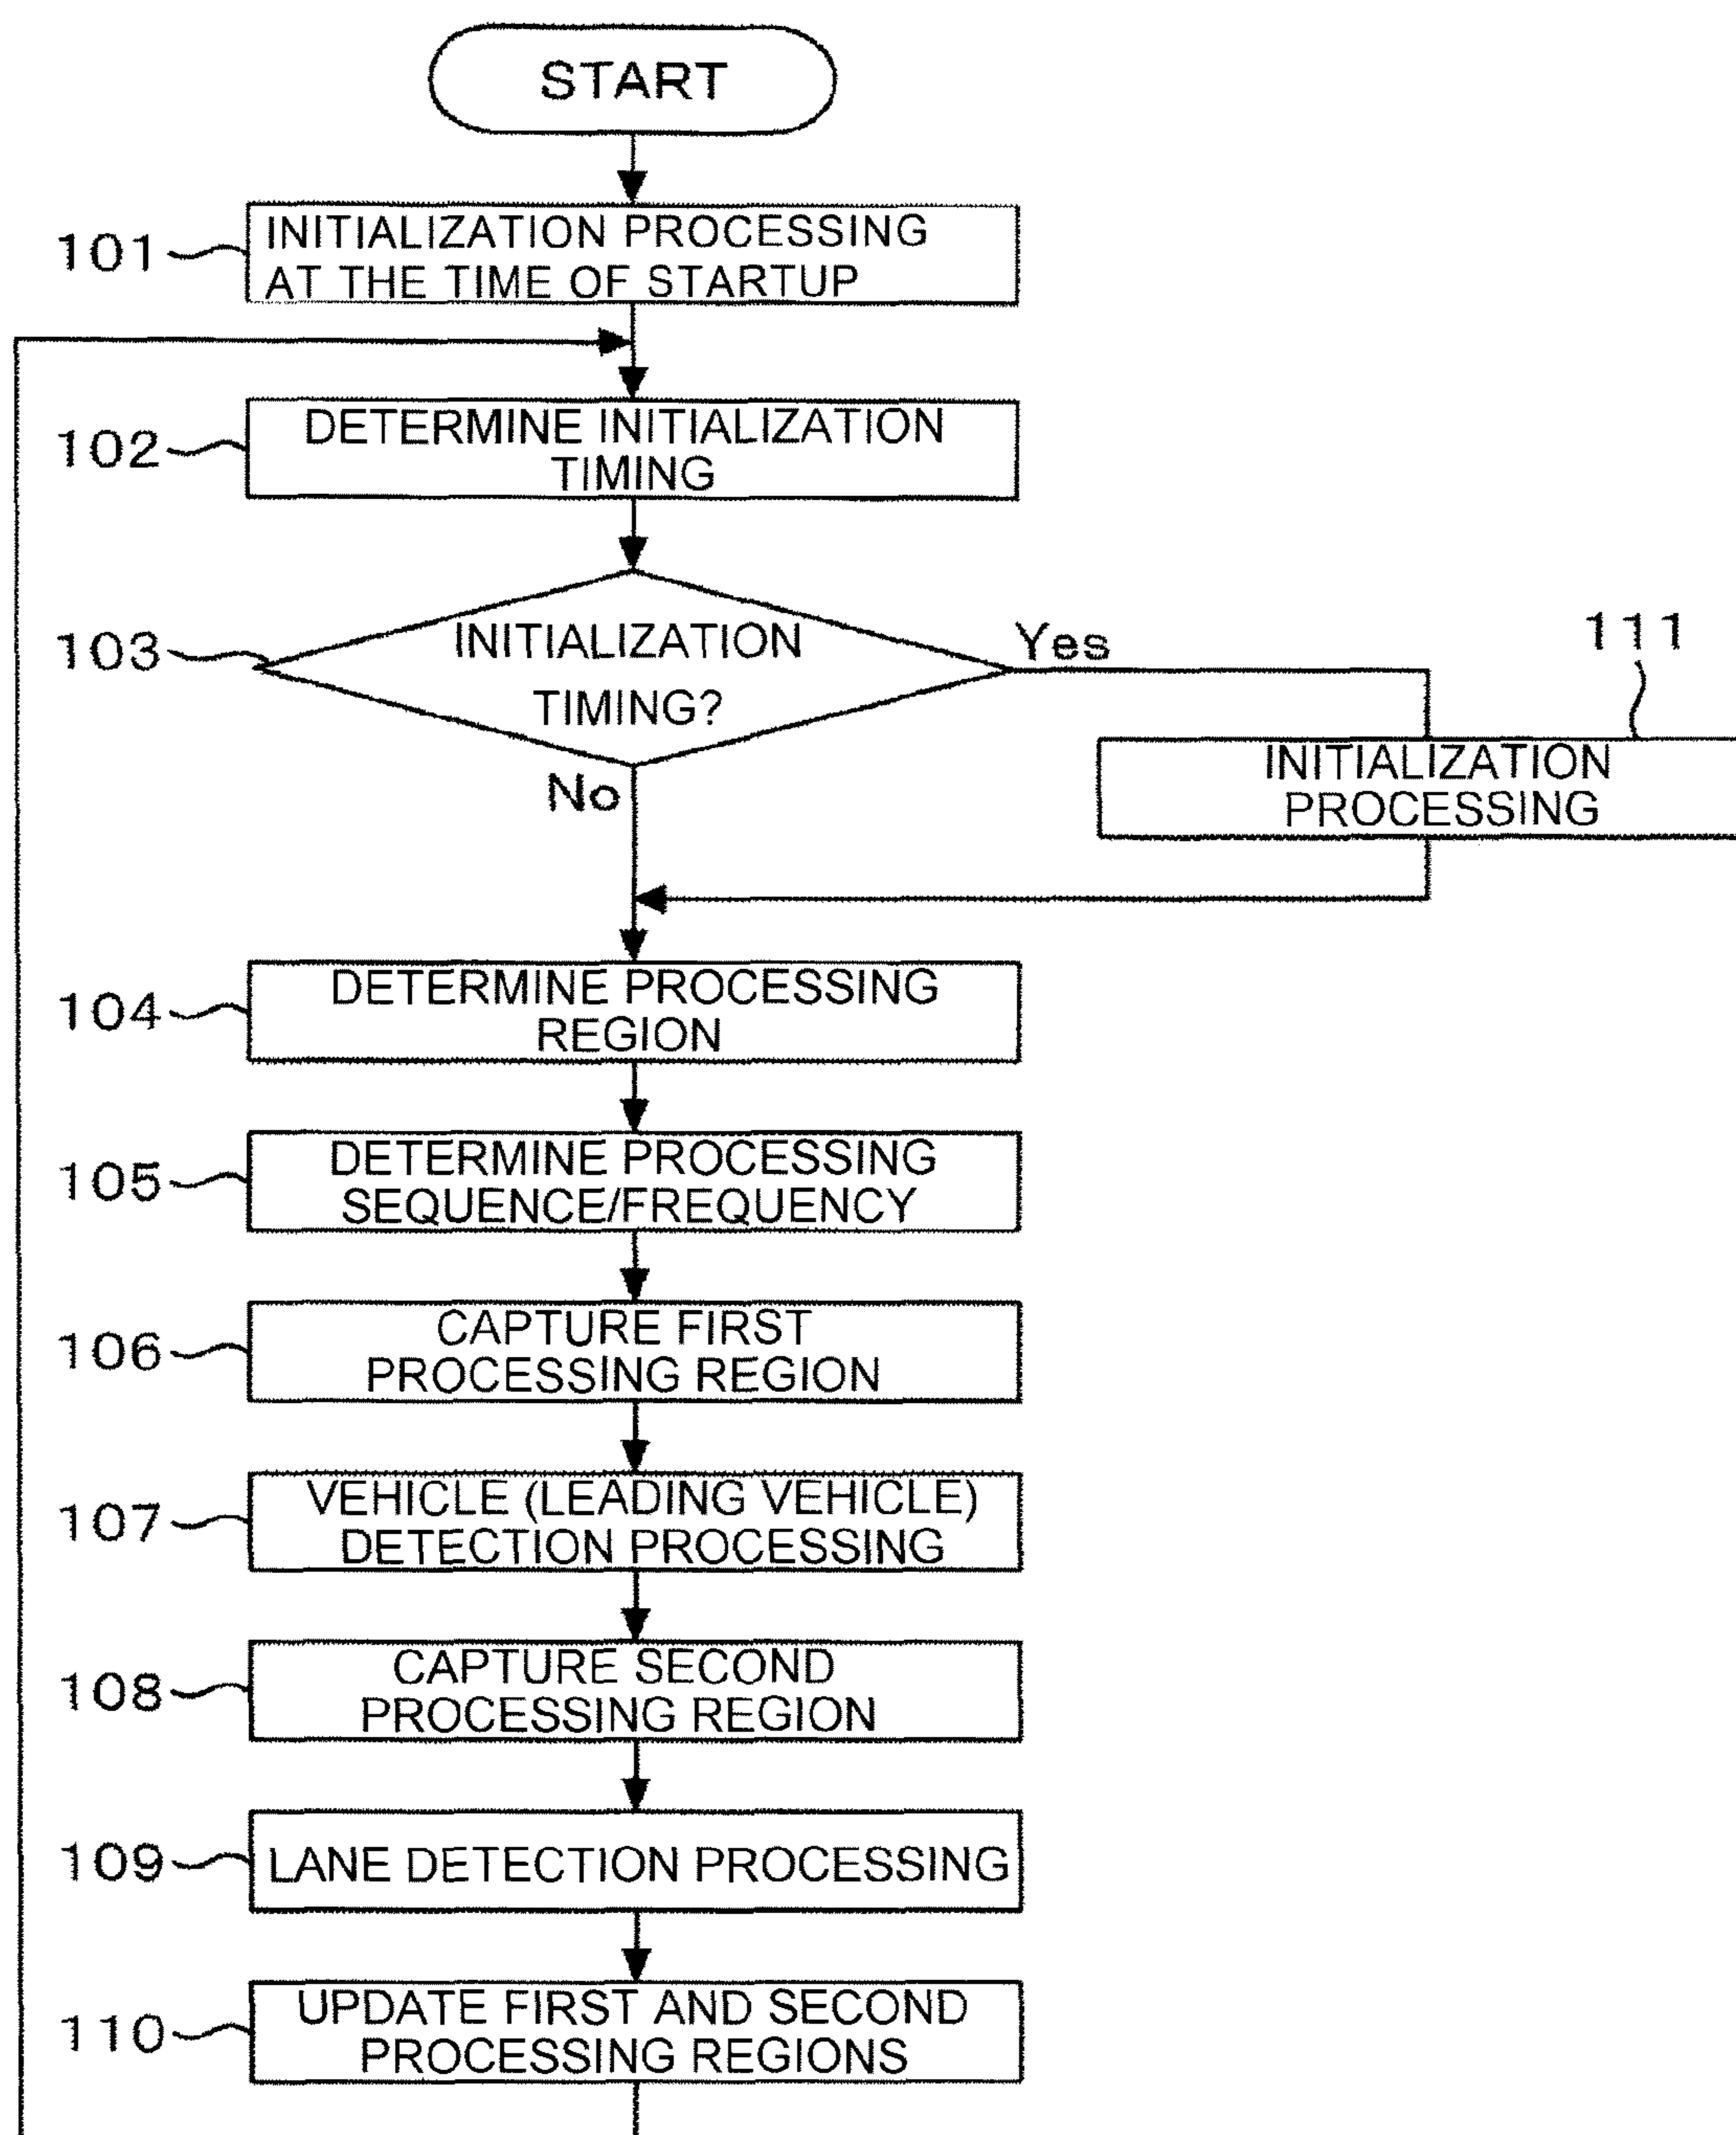 START
101
INITIALIZATION PROCESSING
AT THE TIME OF STARTUP
102
DETERMINE INITIALIZATION
TIMING
103
INITIALIZATION
TIMING?
Yes
No
111
INITIALIZATION
PROCESSING
104
DETERMINE PROCESSING
REGION
105
DETERMINE PROCESSING
SEQUENCE/FREQUENCY
106
CAPTURE FIRST
PROCESSING REGION
107
VEHICLE (LEADING VEHICLE)
DETECTION PROCESSING
108
CAPTURE SECOND
PROCESSING REGION
109
LANE DETECTION PROCESSING
110
UPDATE FIRST AND SECOND
PROCESSING REGIONS